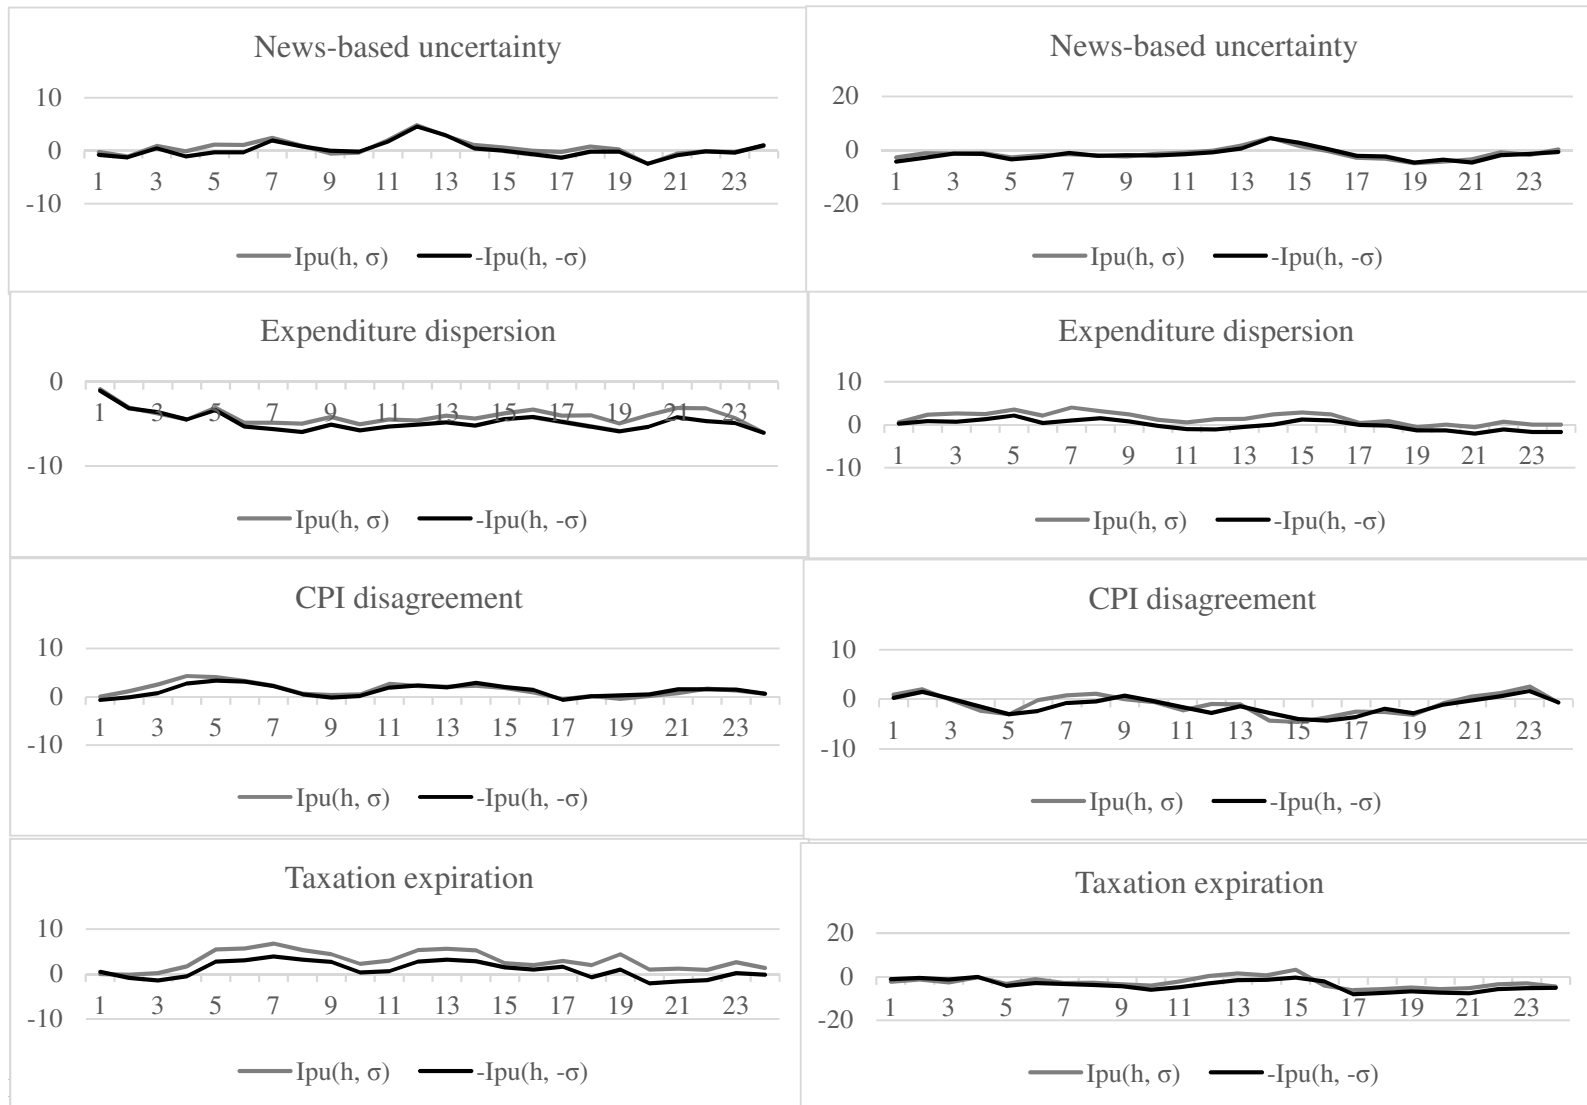 News-based uncertainty
10
0
-10
1 3 5 7 9 11 13 15 17 19 21 23
Ipu(h, σ) -Ipu(h, -σ)
News-based uncertainty
20
0
-20
1 3 5 7 9 11 13 15 17 19 21 23
Ipu(h, σ) -Ipu(h, -σ)
Expenditure dispersion
0
1 3 5 7 9 11 13 15 17 19 21 23
-10
Ipu(h, σ) -Ipu(h, -σ)
Expenditure dispersion
10
0
-10
1 3 5 7 9 11 13 15 17 19 21 23
Ipu(h, σ) -Ipu(h, -σ)
CPI disagreement
10
0
-10
1 3 5 7 9 11 13 15 17 19 21 23
Ipu(h, σ) -Ipu(h, -σ)
CPI disagreement
10
0
-10
1 3 5 7 9 11 13 15 17 19 21 23
Ipu(h, σ) -Ipu(h, -σ)
Taxation expiration
10
0
-10
1 3 5 7 9 11 13 15 17 19 21 23
Ipu(h, σ) -Ipu(h, -σ)
Taxation expiration
20
0
-20
1 3 5 7 9 11 13 15 17 19 21 23
Ipu(h, σ) -Ipu(h, -σ)